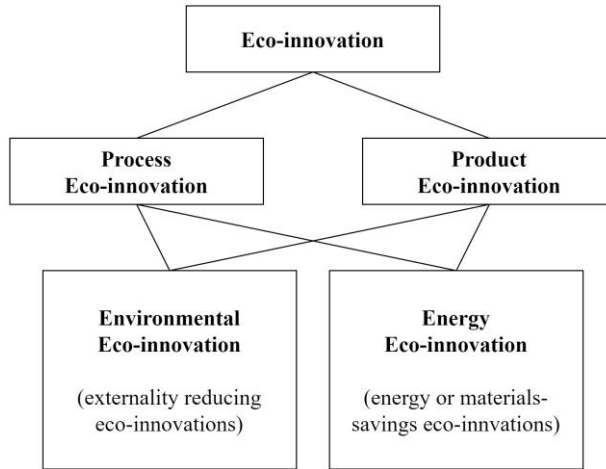 Eco-innovation
Process
Eco-innovation
Product
Eco-innovation
Environmental
Eco-innovation
(externality reducing
eco-innovations)
Energy
Eco-innovation
(energy or materials-
savings eco-innvations)